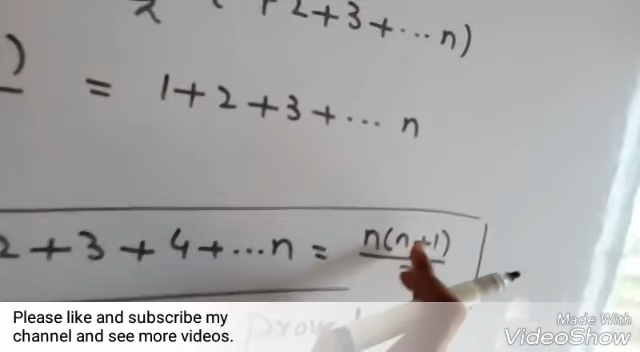 2+3+...n)
) = 1+2+3+... n
2+3+4+...n = n(n+1)
Please like and subscribe my
channel and see more videos.
Made With
VideoShow